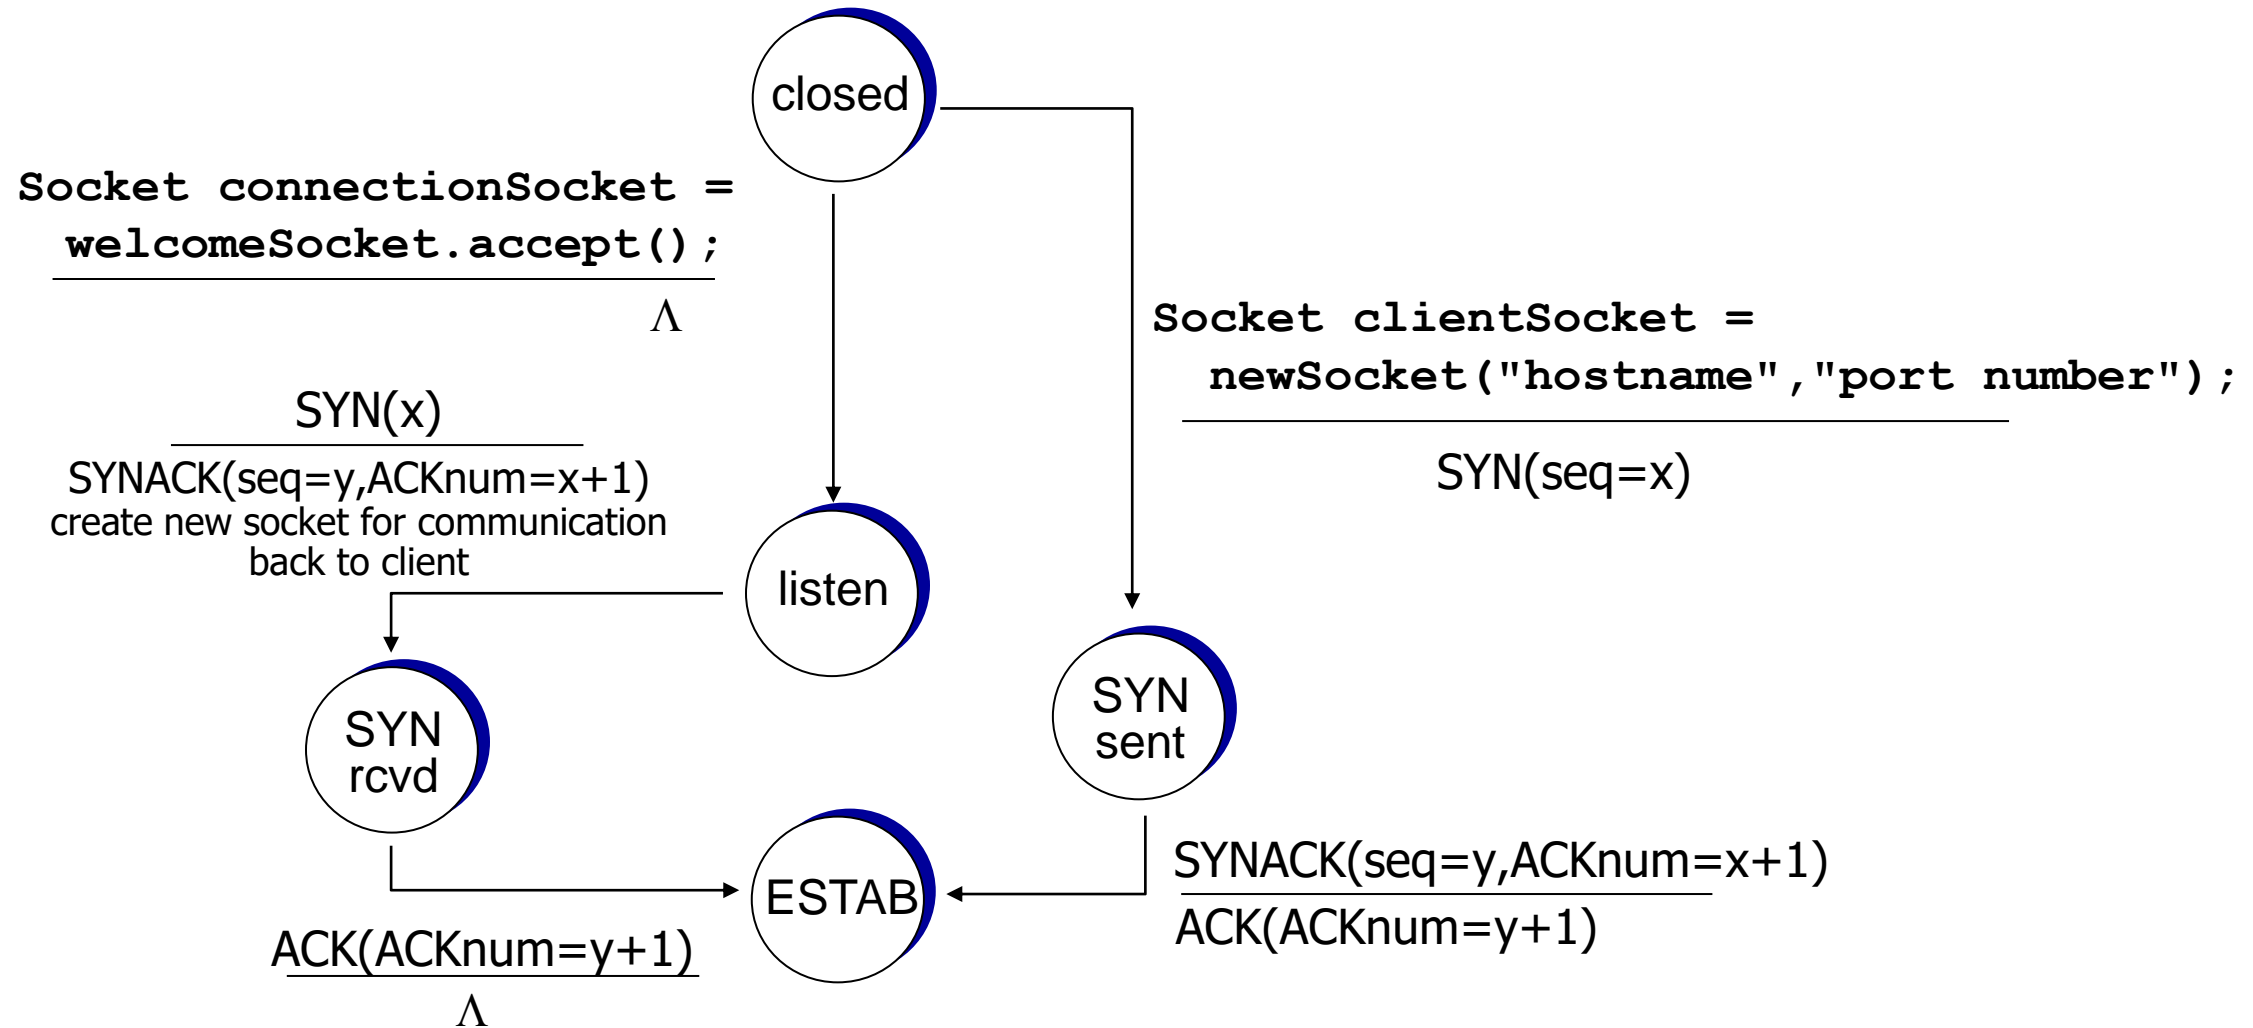 closed
Socket connectionSocket =
welcomeSocket.accept();
Λ
Socket clientSocket =
newSocket("hostname","port number");
SYN(seq=x)
SYN(x)
SYNACK(seq=y,ACKnum=x+1)
create new socket for communication
back to client
listen
SYN
rcvd
SYN
sent
ESTAB
SYNACK(seq=y,ACKnum=x+1)
ACK(ACKnum=y+1)
ACK(ACKnum=y+1)
Λ